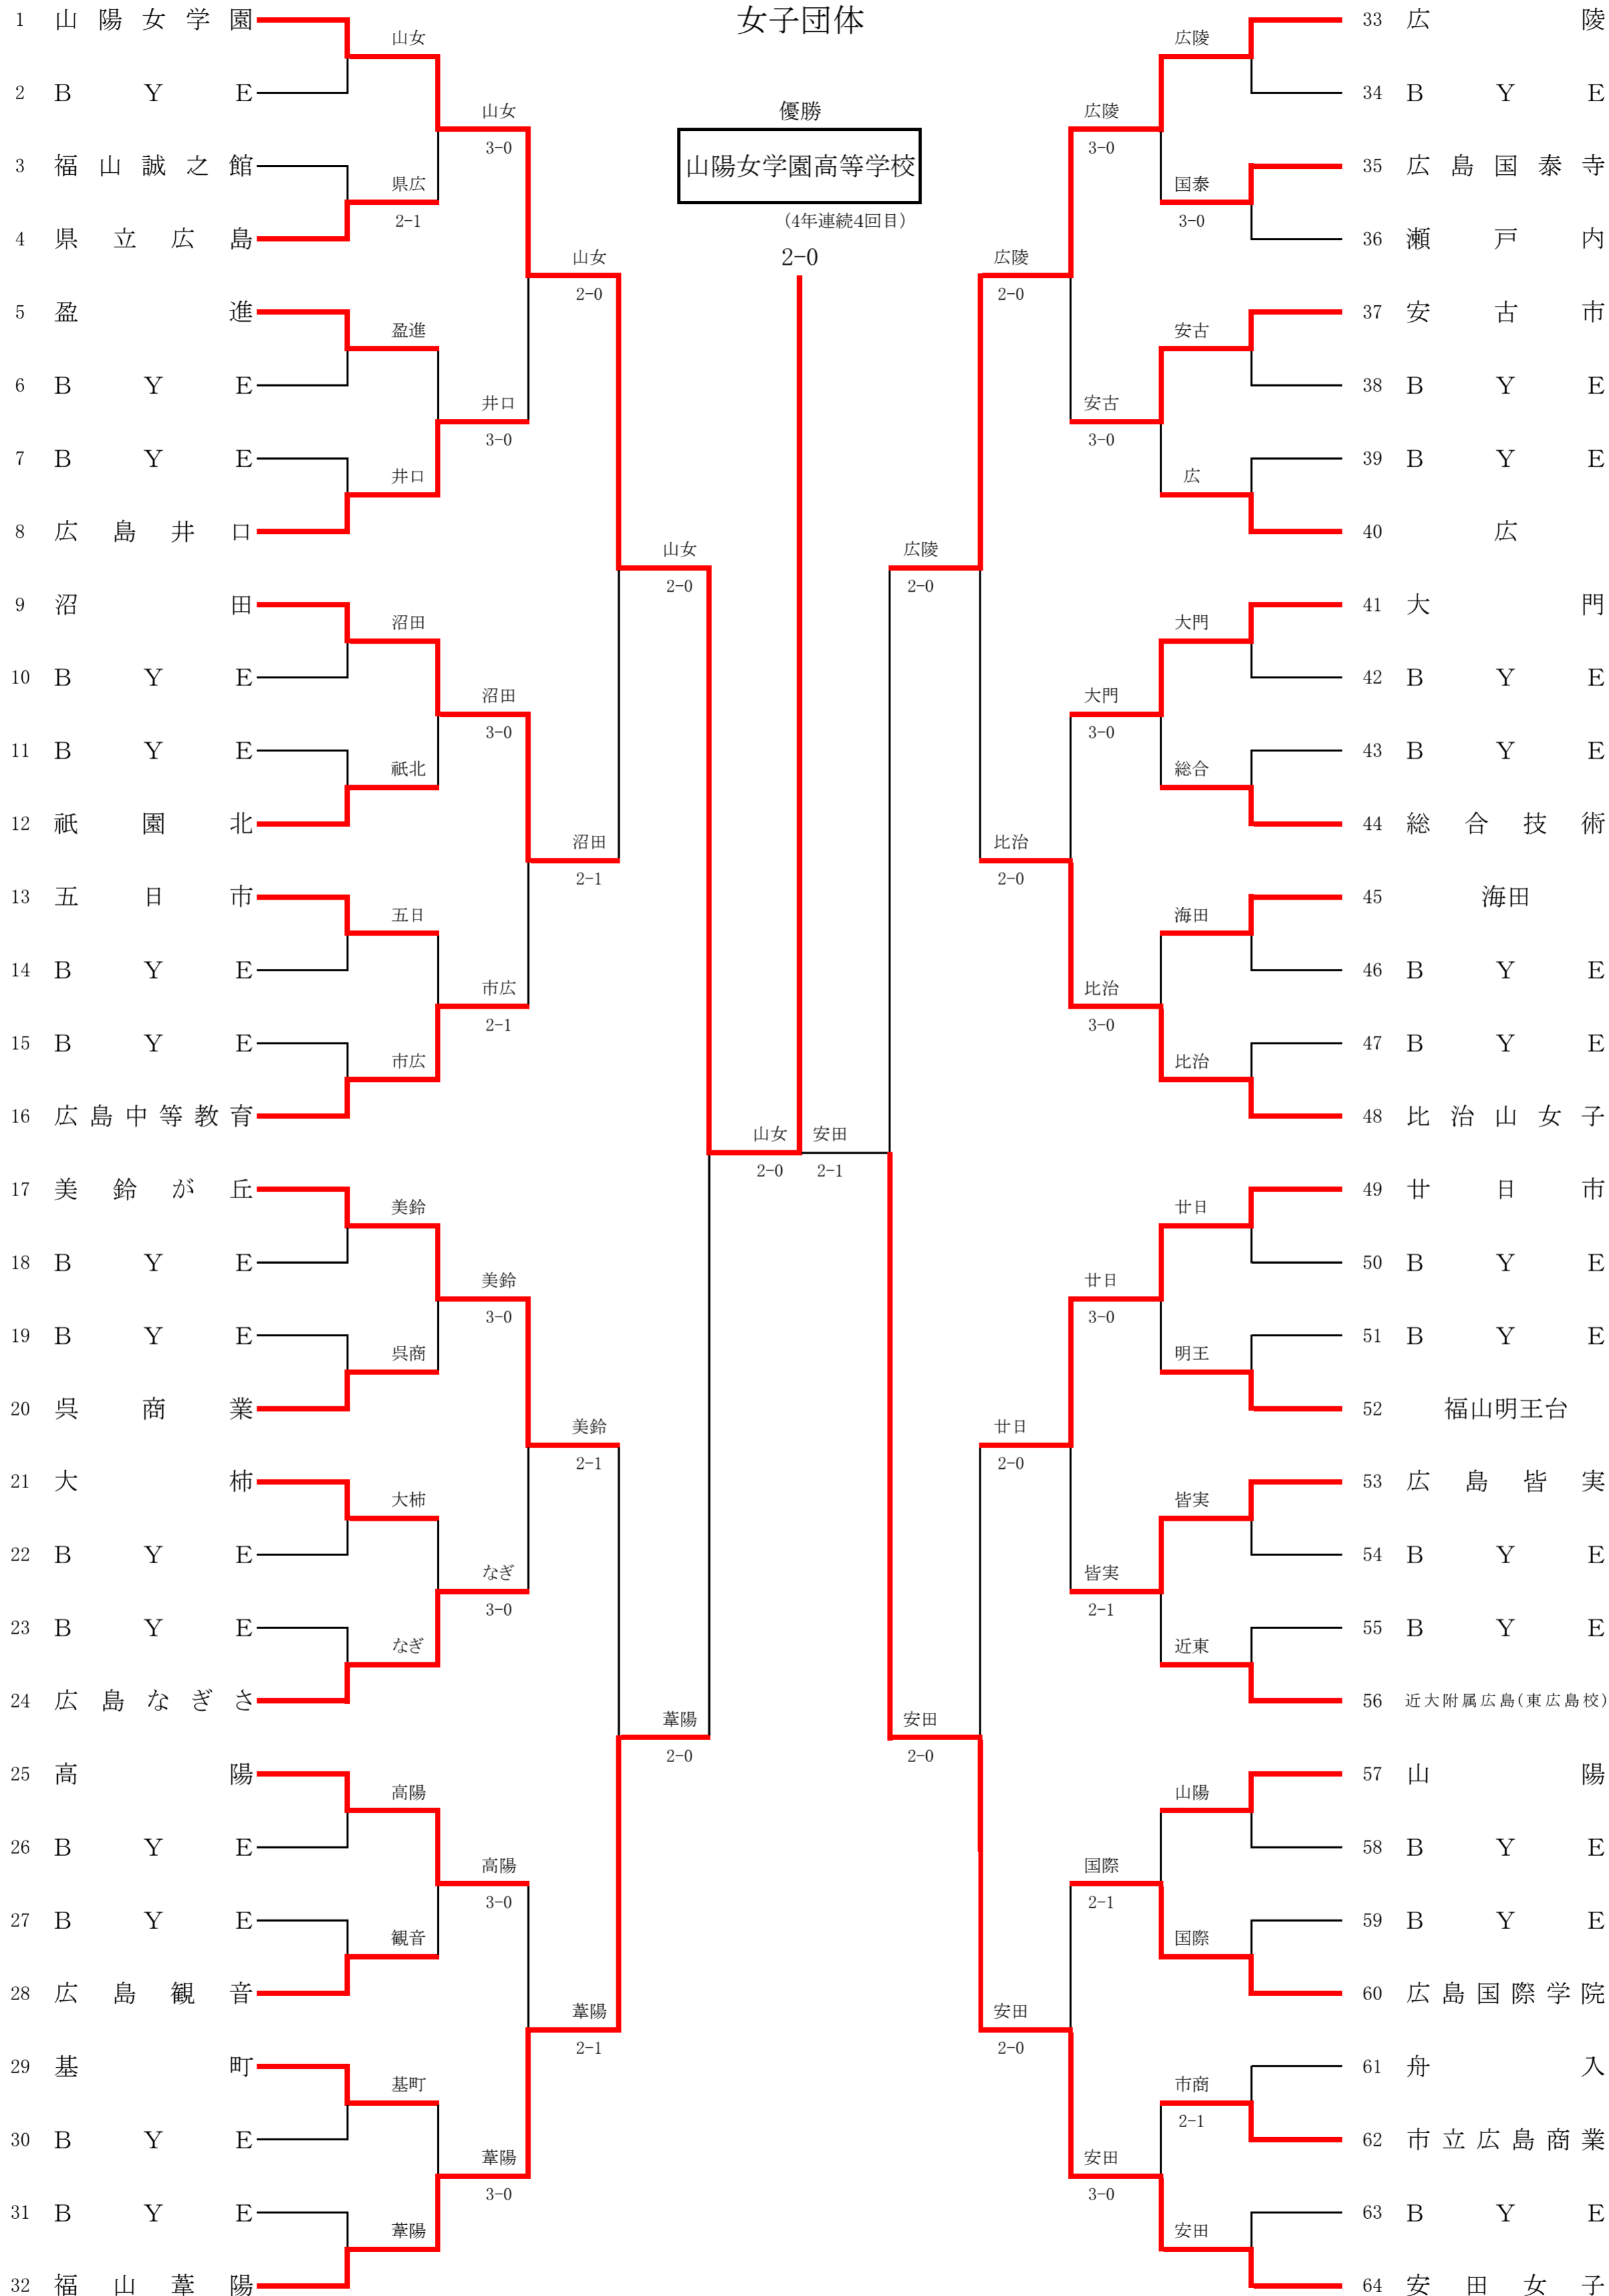 女子団体
優勝
山陽女学園高等学校
(4年連続4回目)
2-0
1 山陽女学園
2 BYE
3 福山誠之館
4 県立広島
5 盈進
6 BYE
7 BYE
8 広島井口
9 沼田
10 BYE
11 BYE
12 祇園北
13 五日市
14 BYE
15 BYE
16 広島中等教育
17 美鈴が丘
18 BYE
19 BYE
20 呉商業
21 大柿
22 BYE
23 BYE
24 広島なぎさ
25 高陽
26 BYE
27 BYE
28 広島観音
29 基町
30 BYE
31 BYE
32 福山葦陽
山女
県広
2-1
盈進
井口
沼田
祇北
五日
市広
美鈴
呉商
大柿
なぎ
高陽
観音
基町
葦陽
山女
3-0
井口
3-0
沼田
3-0
市広
2-1
美鈴
3-0
なぎ
3-0
高陽
3-0
葦陽
3-0
山女
2-0
沼田
2-1
美鈴
2-1
葦陽
2-1
山女
2-0
葦陽
2-0
山女
2-0
安田
2-1
広陵
2-0
安田
2-0
広陵
2-0
比治
2-0
廿日
2-0
安田
2-0
広陵
3-0
安古
3-0
大門
3-0
比治
3-0
廿日
3-0
皆実
2-1
国際
2-1
安田
3-0
広陵
国泰
3-0
安古
広
大門
総合
海田
比治
廿日
明王
皆実
近東
山陽
国際
市商
2-1
安田
33 広陵
34 BYE
35 広島国泰寺
36 瀬戸内
37 安古市
38 BYE
39 BYE
40 広
41 大門
42 BYE
43 BYE
44 総合技術
45 海田
46 BYE
47 BYE
48 比治山女子
49 廿日市
50 BYE
51 BYE
52 福山明王台
53 広島皆実
54 BYE
55 BYE
56 近大附属広島(東広島校)
57 山陽
58 BYE
59 BYE
60 広島国際学院
61 舟入
62 市立広島商業
63 BYE
64 安田女子